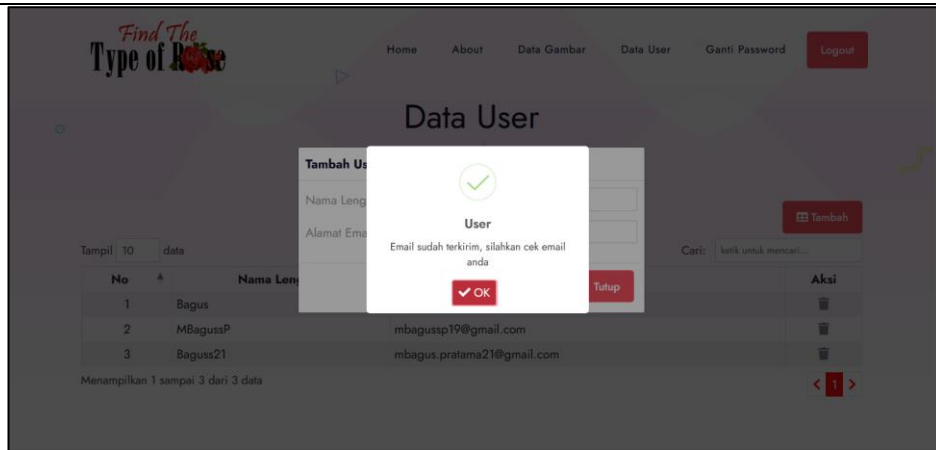 Find The
Type of Rose
Home About Data Gambar Data User Ganti Password Logout
Data User
Tambah Us
Nama Leng
Alamat Ema
User
Email sudah terkirim, silahkan cek email
anda
OK
Tutup
Tambah
Tampil 10 data
Cari: ketik untuk mencari...
No Nama Leng Aksi
1 Bagus
2 MBagussP mbagussp19@gmail.com
3 Baguss21 mbagus.pratama21@gmail.com
Menampilkan 1 sampai 3 dari 3 data
1